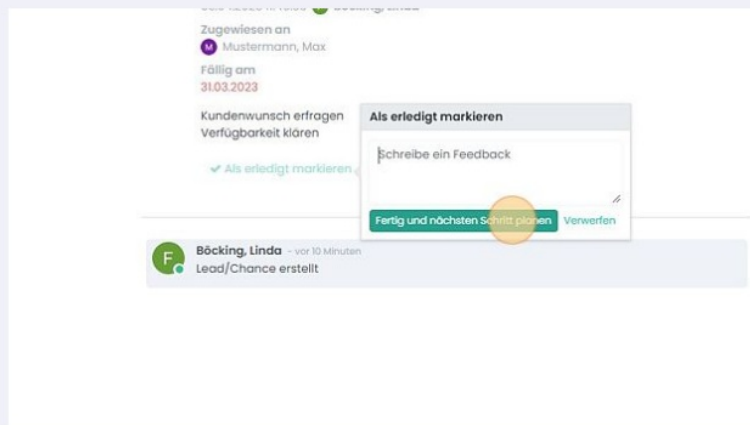 Zugewiesen an
M Mustermann, Max
Fällig am
31.03.2023
Kundenwunsch erfragen
Verfügbarkeit klären
Als erledigt markieren
Als erledigt markieren
Schreibe ein Feedback
Fertig und nächsten Schritt planen Verwerfen
F
Böcking, Linda - vor 10 Minuten
Lead/Chance erstellt